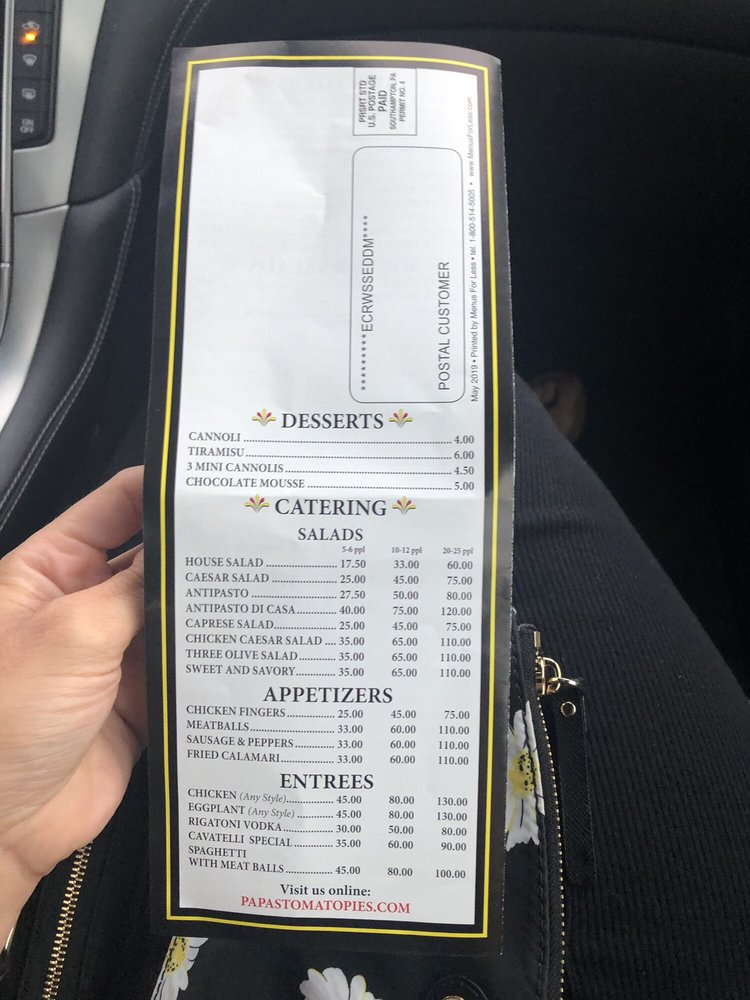 PRSRT STD
U.S. POSTAGE
PAID
SOUTHAMPTON, PA
PERMIT NO. 4
*********ECRWSSEDDM****
POSTAL CUSTOMER
May 2019 • Printed by Menus For Less • tel. 1-800-514-5005 • www.MenusForLess.com
DESSERTS
CANNOLI 4.00
TIRAMISU 6.00
3 MINI CANNOLIS 4.50
CHOCOLATE MOUSSE 5.00
CATERING
SALADS
5-6 ppl 10-12 ppl 20-25 ppl
HOUSE SALAD 17.50 33.00 60.00
CAESAR SALAD 25.00 45.00 75.00
ANTIPASTO 27.50 50.00 80.00
ANTIPASTO DI CASA 40.00 75.00 120.00
CAPRESE SALAD 25.00 45.00 75.00
CHICKEN CAESAR SALAD 35.00 65.00 110.00
THREE OLIVE SALAD 35.00 65.00 110.00
SWEET AND SAVORY 35.00 65.00 110.00
APPETIZERS
CHICKEN FINGERS 25.00 45.00 75.00
MEATBALLS 33.00 60.00 110.00
SAUSAGE & PEPPERS 33.00 60.00 110.00
FRIED CALAMARI 33.00 60.00 110.00
ENTREES
CHICKEN (Any Style) 45.00 80.00 130.00
EGGPLANT (Any Style) 45.00 80.00 130.00
RIGATONI VODKA 30.00 50.00 80.00
CAVATELLI SPECIAL 35.00 60.00 90.00
SPAGHETTI
WITH MEAT BALLS 45.00 80.00 100.00
Visit us online:
PAPASTOMATOPIES.COM